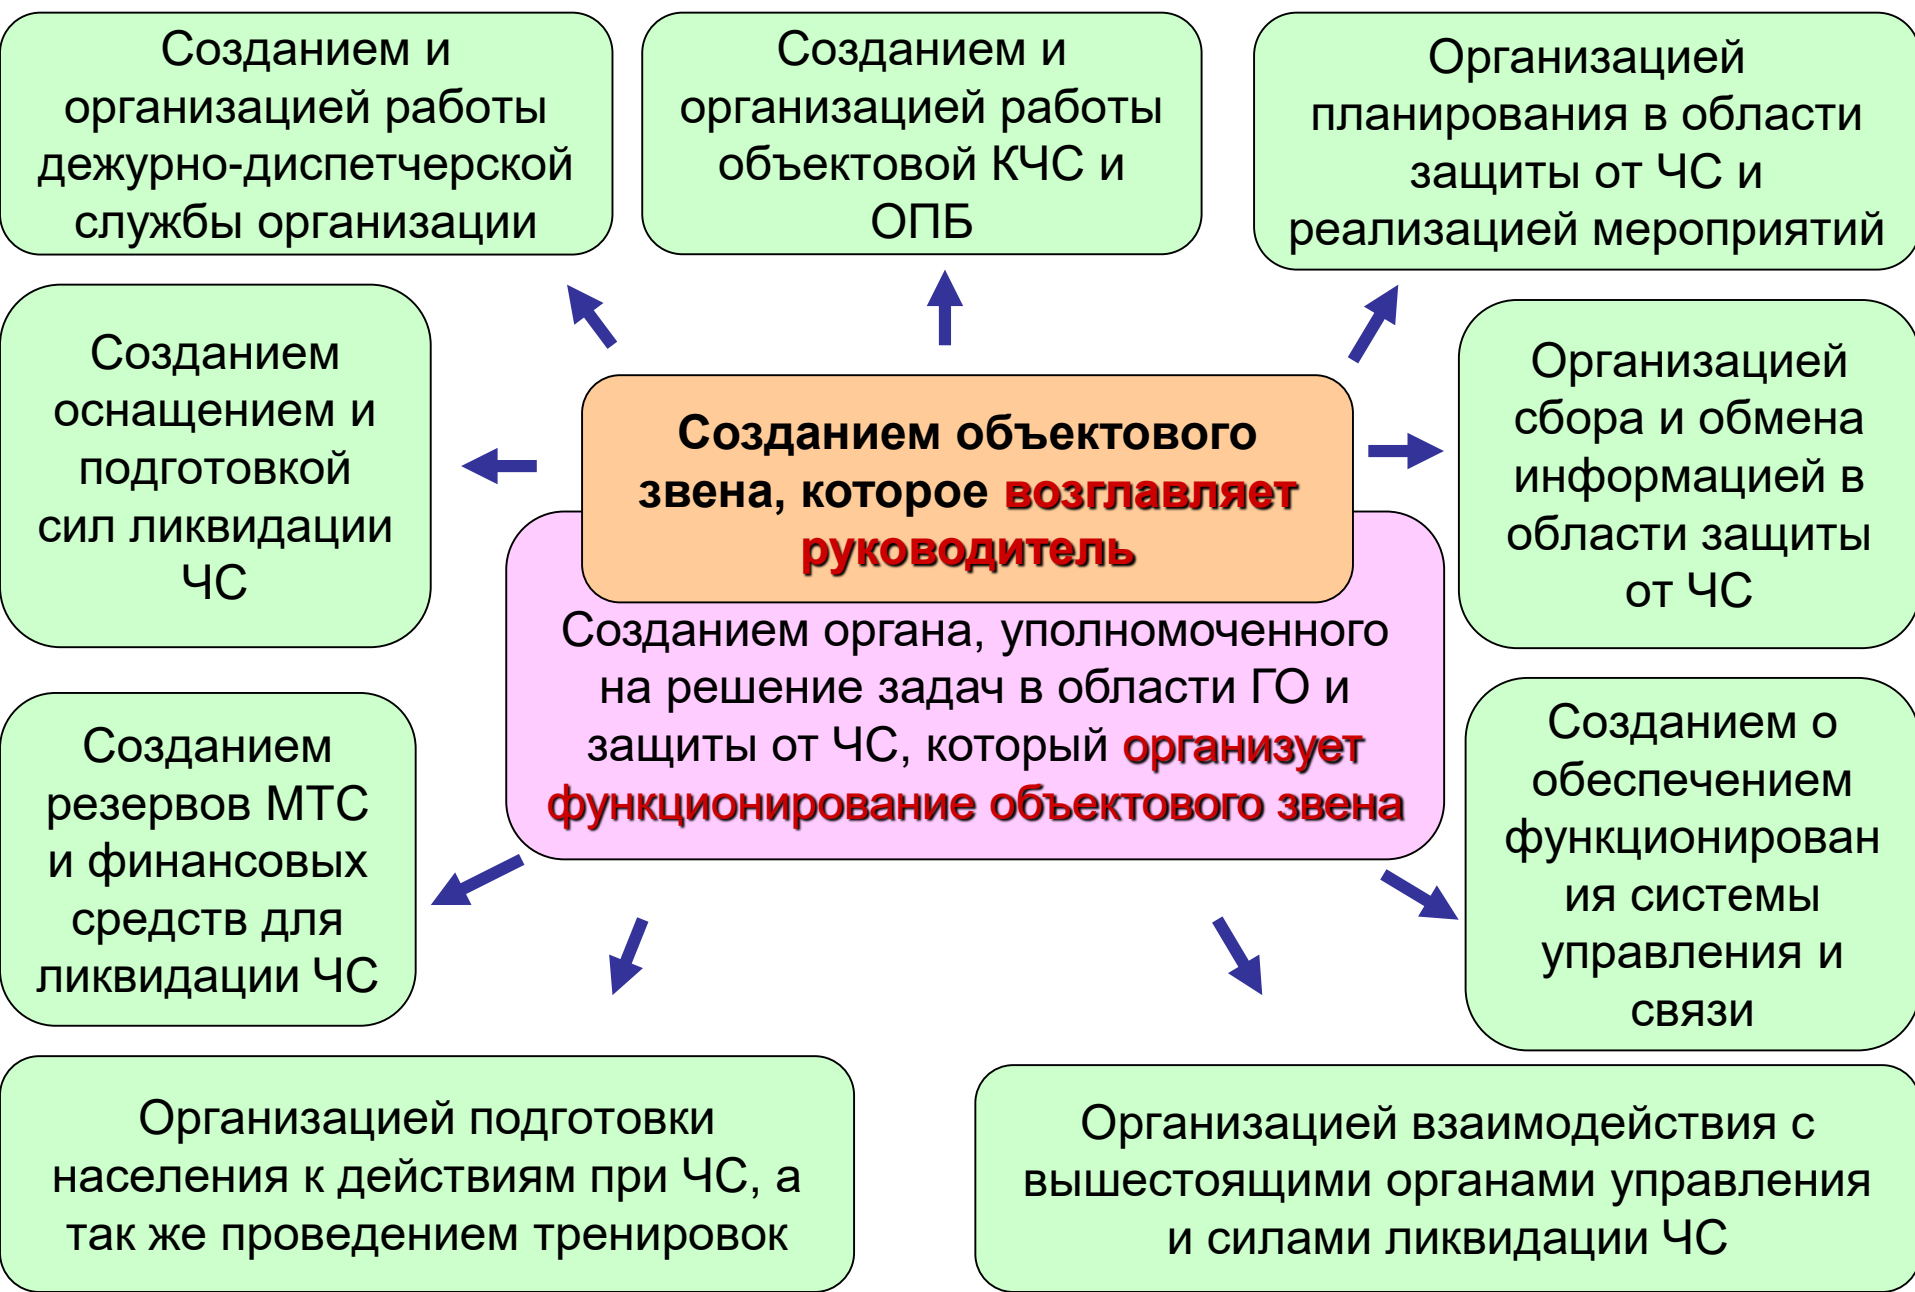 Созданием и
организацией работы
дежурно-диспетчерской
службы организации
Созданием и
организацией работы
объектовой КЧС и
ОПБ
Организацией
планирования в области
защиты от ЧС и
реализацией мероприятий
Созданием
оснащением и
подготовкой
сил ликвидации
ЧС
Созданием объектового
звена, которое возглавляет
руководитель
Организацией
сбора и обмена
информацией в
области защиты
от ЧС
Созданием органа, уполномоченного
на решение задач в области ГО и
защиты от ЧС, который организует
функционирование объектового звена
Созданием
резервов МТС
и финансовых
средств для
ликвидации ЧС
Созданием о
обеспечением
функционирован
ия системы
управления и
связи
Организацией подготовки
населения к действиям при ЧС, а
так же проведением тренировок
Организацией взаимодействия с
вышестоящими органами управления
и силами ликвидации ЧС